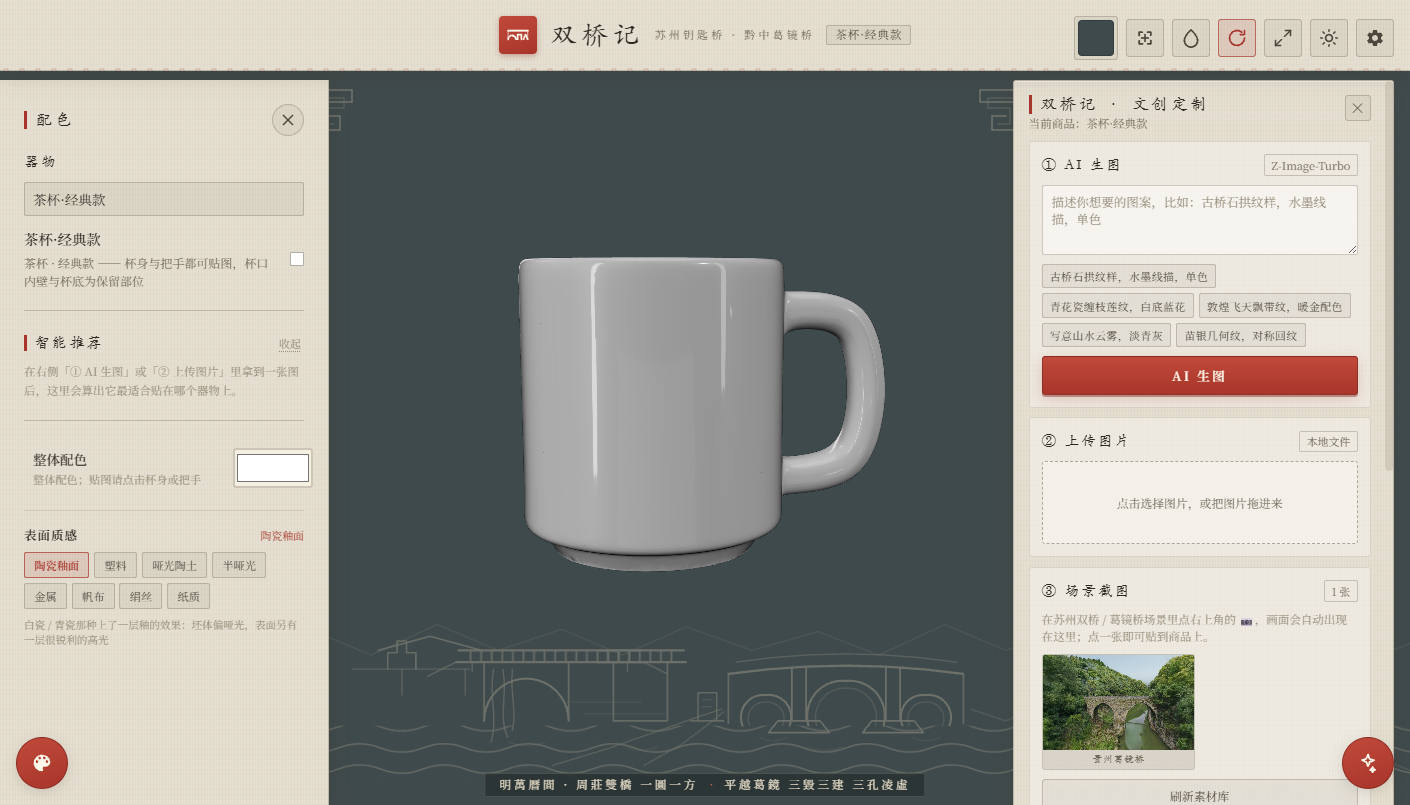 双桥记
苏州钥匙桥 · 黔中葛镜桥
茶杯·经典款
配色
器物
茶杯·经典款
茶杯·经典款
茶杯 · 经典款 —— 杯身与把手都可贴图，杯口
内壁与杯底为保留部位
智能推荐
收起
在右侧「① AI 生图」或「② 上传图片」里拿到一张图
后，这里会算出它最适合贴在哪个器物上。
整体配色
整体配色；贴图请点击杯身或把手
表面质感
陶瓷釉面
陶瓷釉面
塑料
哑光陶土
半哑光
金属
帆布
绢丝
纸质
白瓷 / 青瓷那种上了一层釉的效果：坯体偏哑光，表面另有
一层很锐利的高光
明萬曆間 · 周莊雙橋 一圓一方 · 平越葛鏡 三毀三建 三孔凌虛
双桥记 · 文创定制
当前商品：茶杯·经典款
① AI 生图
Z-Image-Turbo
描述你想要的图案，比如：古桥石拱纹样，水墨线
描，单色
古桥石拱纹样，水墨线描，单色
青花瓷缠枝莲纹，白底蓝花
敦煌飞天飘带纹，暖金配色
写意山水云雾，淡青灰
苗银几何纹，对称回纹
AI 生图
② 上传图片
本地文件
点击选择图片，或把图片拖进来
③ 场景截图
1 张
在苏州双桥 / 葛镜桥场景里点右上角的 📷，画面会自动出现
在这里；点一张即可贴到商品上。
贵州葛镜桥
刷新素材库